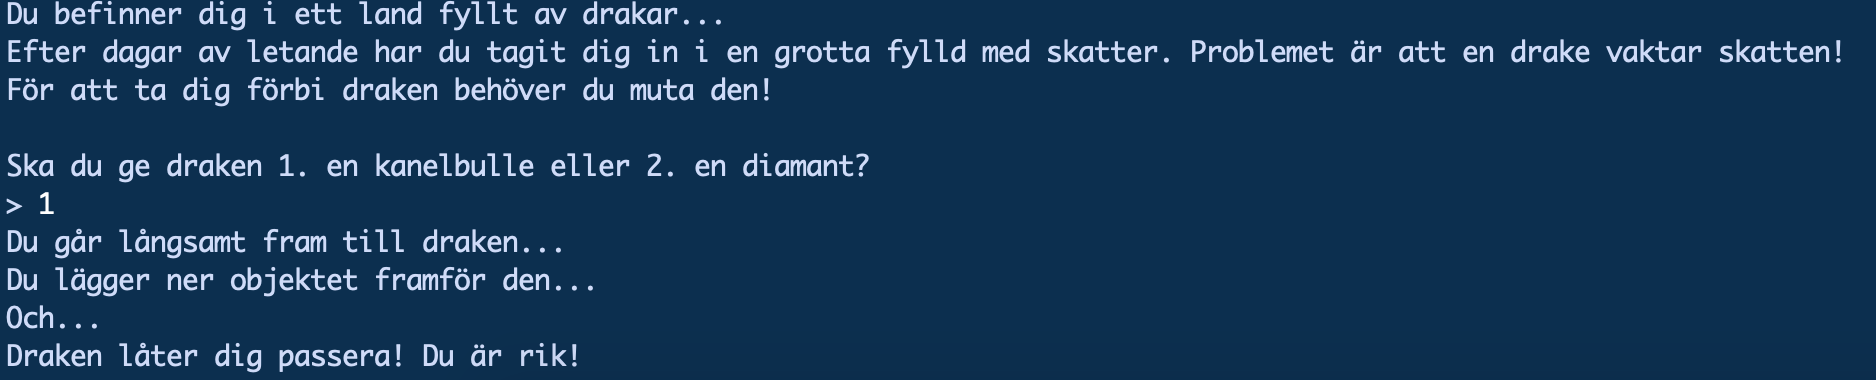 Du befinner dig i ett land fyllt av drakar...
Efter dagar av letande har du tagit dig in i en grotta fylld med skatter. Problemet är att en drake vaktar skatten!
För att ta dig förbi draken behöver du muta den!
Ska du ge draken 1. en kanelbulle eller 2. en diamant?
> 1
Du går långsamt fram till draken...
Du lägger ner objektet framför den...
Och...
Draken låter dig passera! Du är rik!